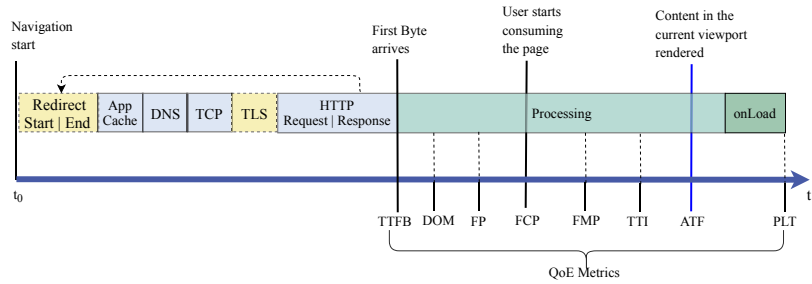 Navigation
start
First Byte
arrives
User starts
consuming
the page
Content in the
current viewport
rendered
Redirect
Start | End
App
Cache
DNS
TCP
TLS
HTTP
Request | Response
Processing
onLoad
t0
t
TTFB
DOM
FP
FCP
FMP
TTI
ATF
PLT
QoE Metrics